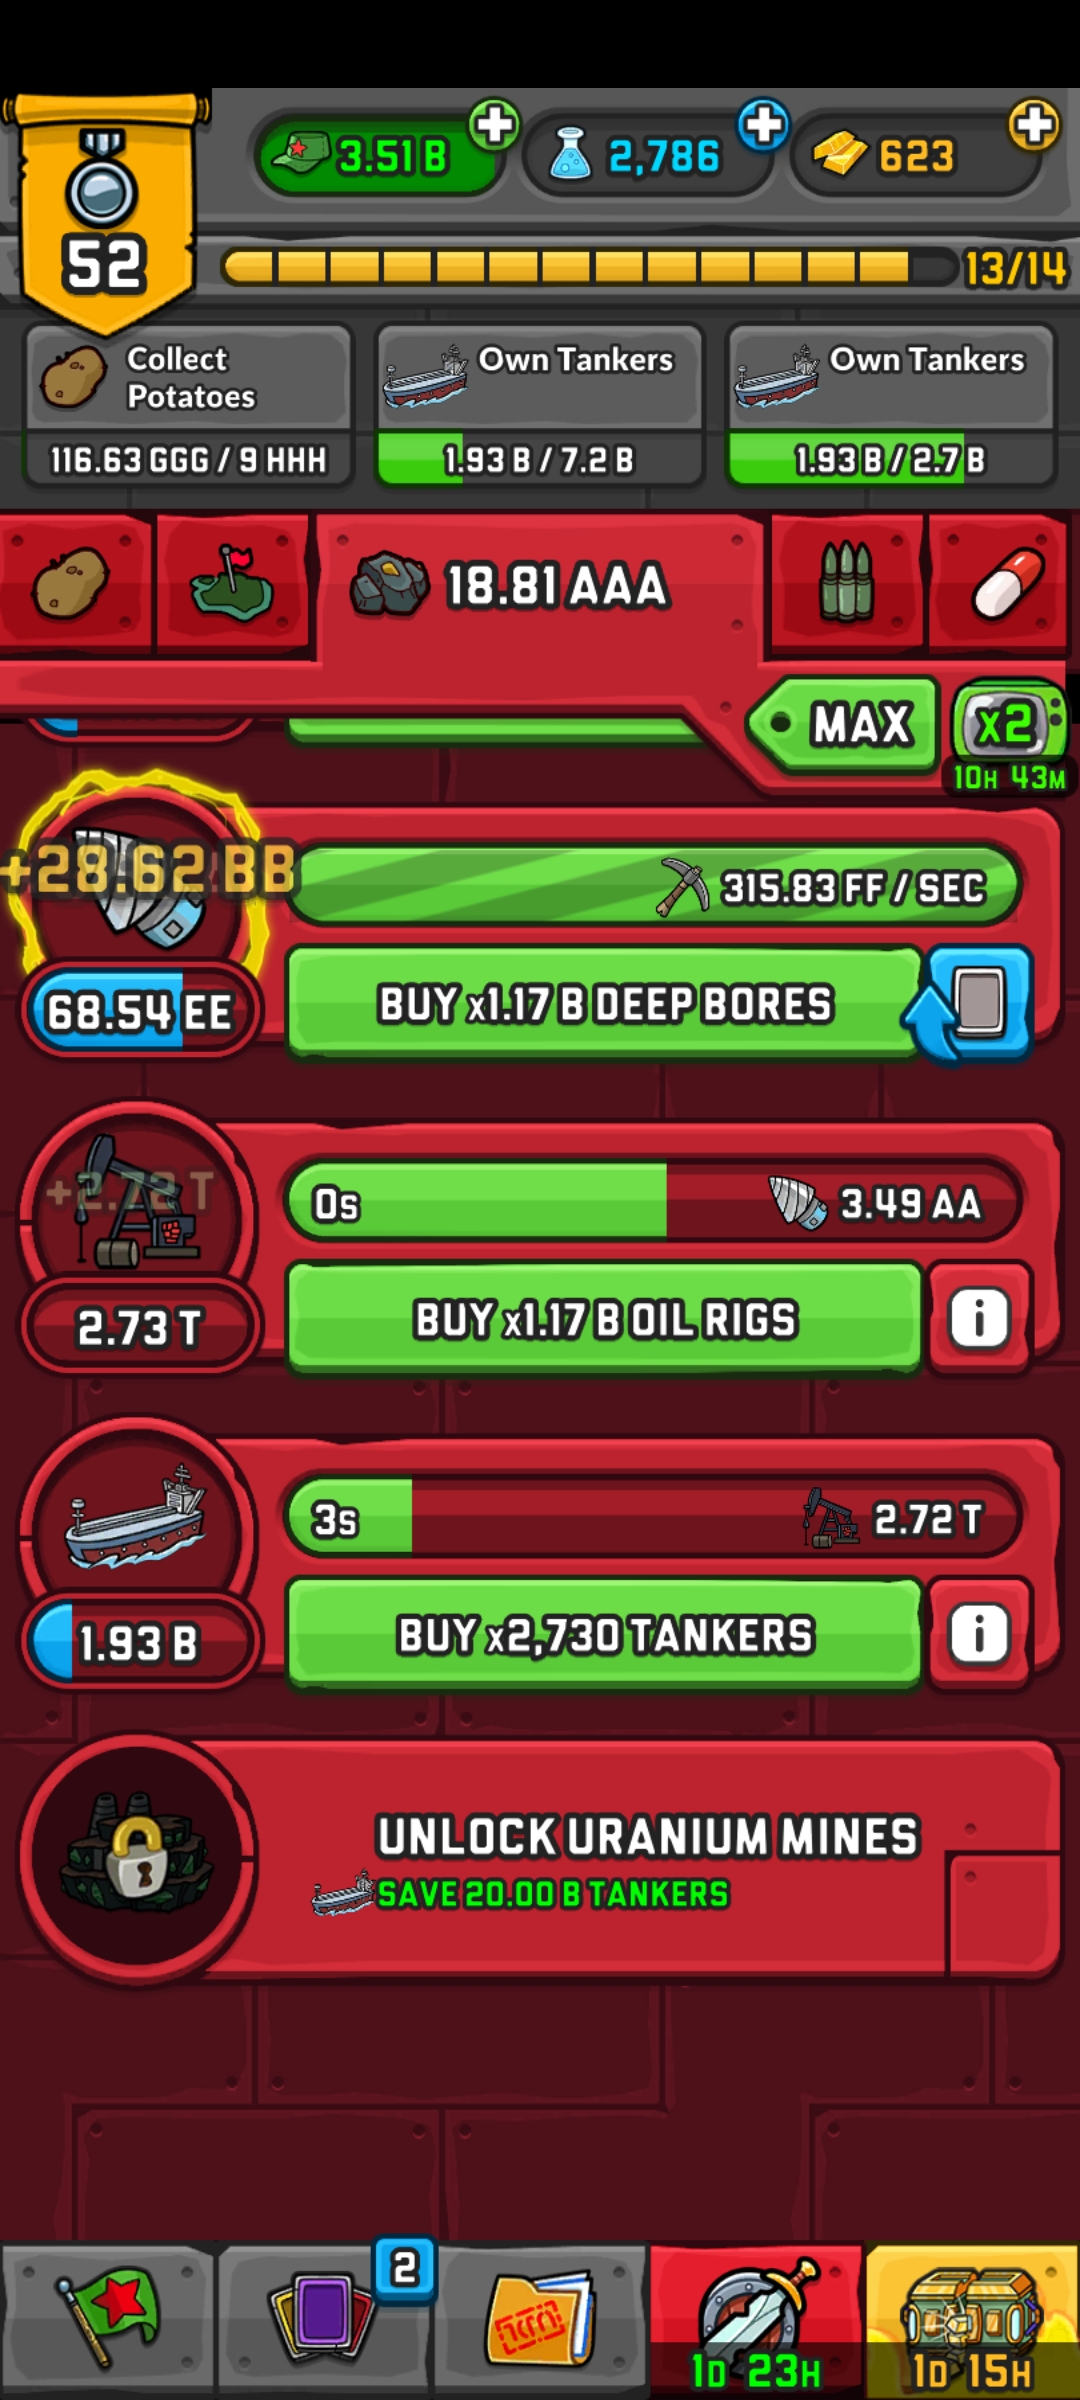 3.51 B
2,786
623
52
13/14
Collect
Potatoes
116.63 GGG / 9 HHH
Own Tankers
1.93 B / 7.2 B
Own Tankers
1.93 B / 2.7 B
18.81 AAA
MAX
x2
10H 43M
+28.62 BB
315.83 FF / SEC
68.54 EE
BUY x1.17 B DEEP BORES
+2.72 T
0s
3.49 AA
2.73 T
BUY x1.17 B OIL RIGS
3s
2.72 T
1.93 B
BUY x2,730 TANKERS
UNLOCK URANIUM MINES
SAVE 20.00 B TANKERS
2
1D 23H
1D 15H